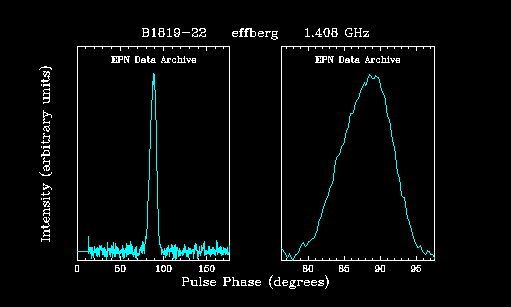 B1819-22 effberg 1.408 GHz
EPN Data Archive EPN Data Archive
Intensity (arbitrary units)
0 50 100 150 80 85 90 95
Pulse Phase (degrees)